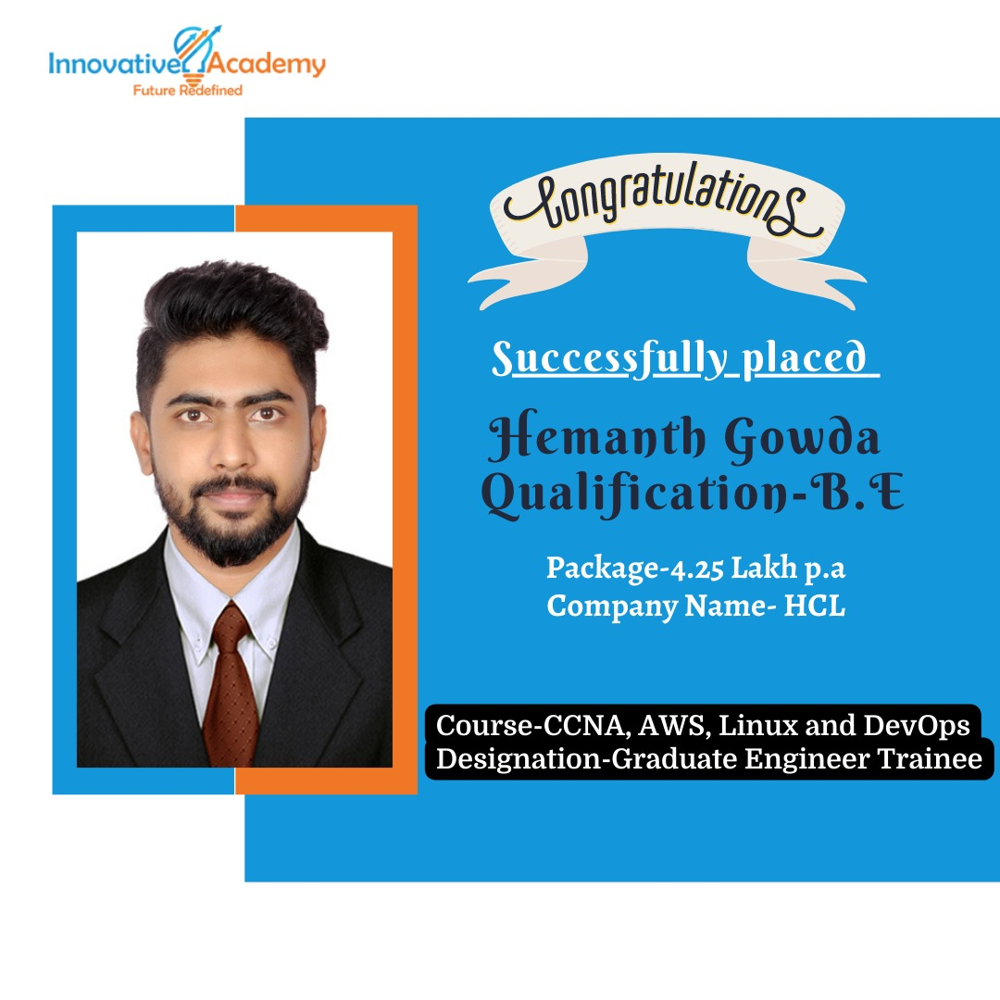 Innovative Academy
Future Redefined
Congratulations
Successfully placed
Hemanth Gowda
Qualification-B.E
Package-4.25 Lakh p.a
Company Name- HCL
Course-CCNA, AWS, Linux and DevOps
Designation-Graduate Engineer Trainee